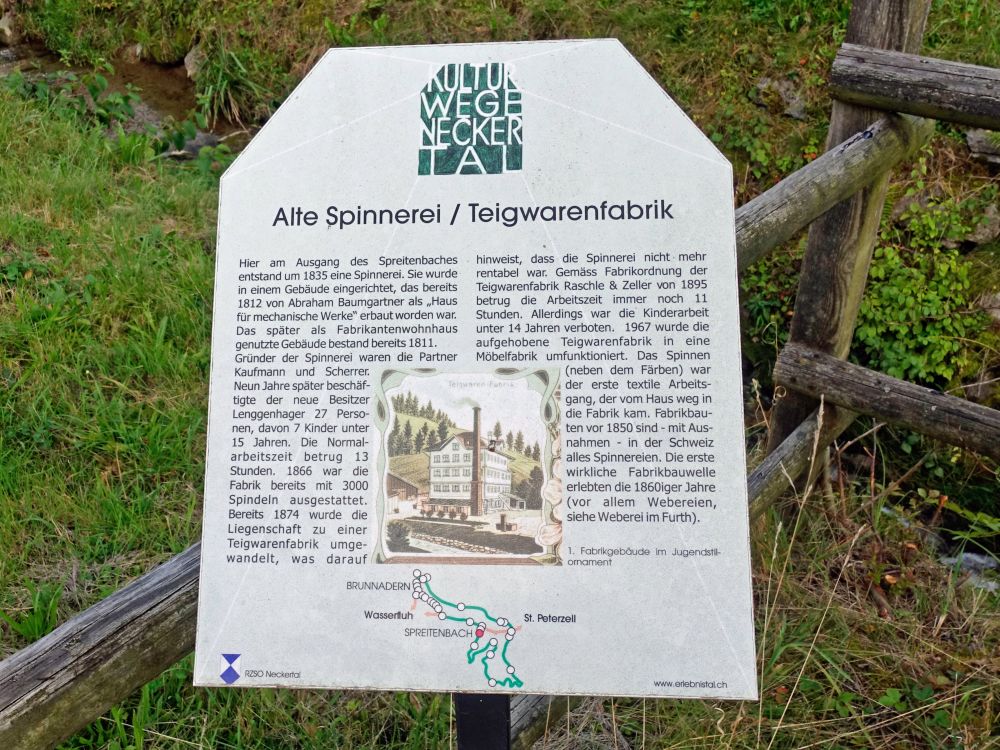 KULTUR
WEGE
NECKER
TAL
Alte Spinnerei / Teigwarenfabrik
Hier am Ausgang des Spreitenbaches
entstand um 1835 eine Spinnerei. Sie wurde
in einem Gebäude eingerichtet, das bereits
1812 von Abraham Baumgartner als „Haus
für mechanische Werke" erbaut worden war.
Das später als Fabrikantenwohnhaus
genutzte Gebäude bestand bereits 1811.
Gründer der Spinnerei waren die Partner
Kaufmann und Scherrer.
Neun Jahre später beschäf-
tigte der neue Besitzer
Lenggenhager 27 Perso-
nen, davon 7 Kinder unter
15 Jahren. Die Normal-
arbeitszeit betrug 13
Stunden. 1866 war die
Fabrik bereits mit 3000
Spindeln ausgestattet.
Bereits 1874 wurde die
Liegenschaft zu einer
Teigwarenfabrik umge-
wandelt, was darauf
hinweist, dass die Spinnerei nicht mehr
rentabel war. Gemäss Fabrikordnung der
Teigwarenfabrik Raschle & Zeller von 1895
betrug die Arbeitszeit immer noch 11
Stunden. Allerdings war die Kinderarbeit
unter 14 Jahren verboten. 1967 wurde die
aufgehobene Teigwarenfabrik in eine
Möbelfabrik umfunktioniert. Das Spinnen
(neben dem Färben) war
der erste textile Arbeits-
gang, der vom Haus weg in
die Fabrik kam. Fabrikbau-
ten vor 1850 sind - mit Aus-
nahmen - in der Schweiz
alles Spinnereien. Die erste
wirkliche Fabrikbauwelle
erlebten die 1860iger Jahre
(vor allem Webereien,
siehe Weberei im Furth).
Teigwaren-Fabrik
1. Fabrikgebäude im Jugendstil-
ornament
BRUNNADERN
Wasserfluh
St. Peterzell
SPREITENBACH
RZSO Neckertal
www.erlebnistal.ch